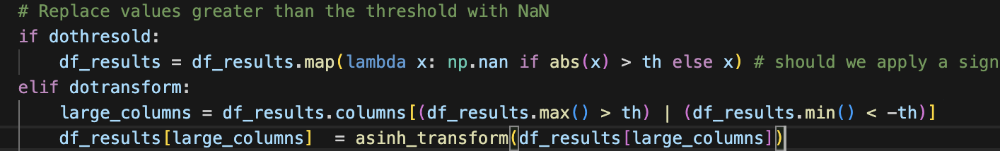 # Replace values greater than the threshold with NaN
if dothresold:
    df_results = df_results.map(lambda x: np.nan if abs(x) > th else x) # should we apply a sign
elif dotransform:
    large_columns = df_results.columns[(df_results.max() > th) | (df_results.min() < -th)]
    df_results[large_columns]  = asinh_transform(df_results[large_columns])